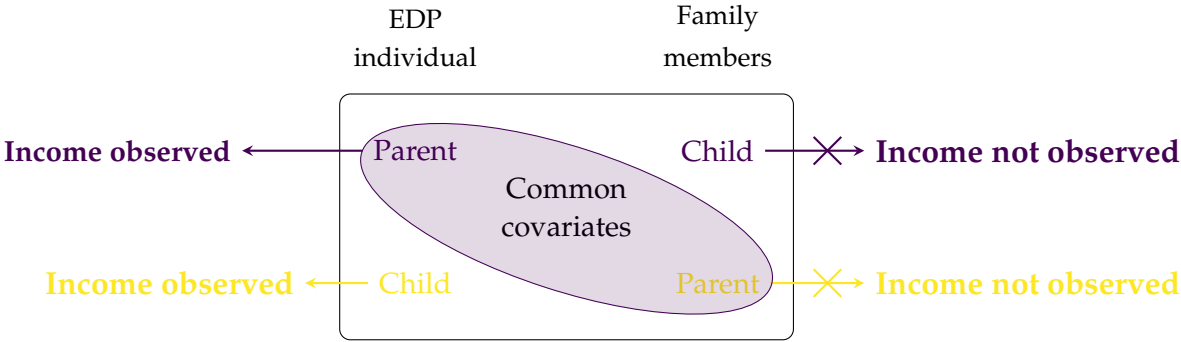 EDP
individual
Family
members
Income observed
Parent
Child
Income not observed
Common
covariates
Income observed
Child
Parent
Income not observed